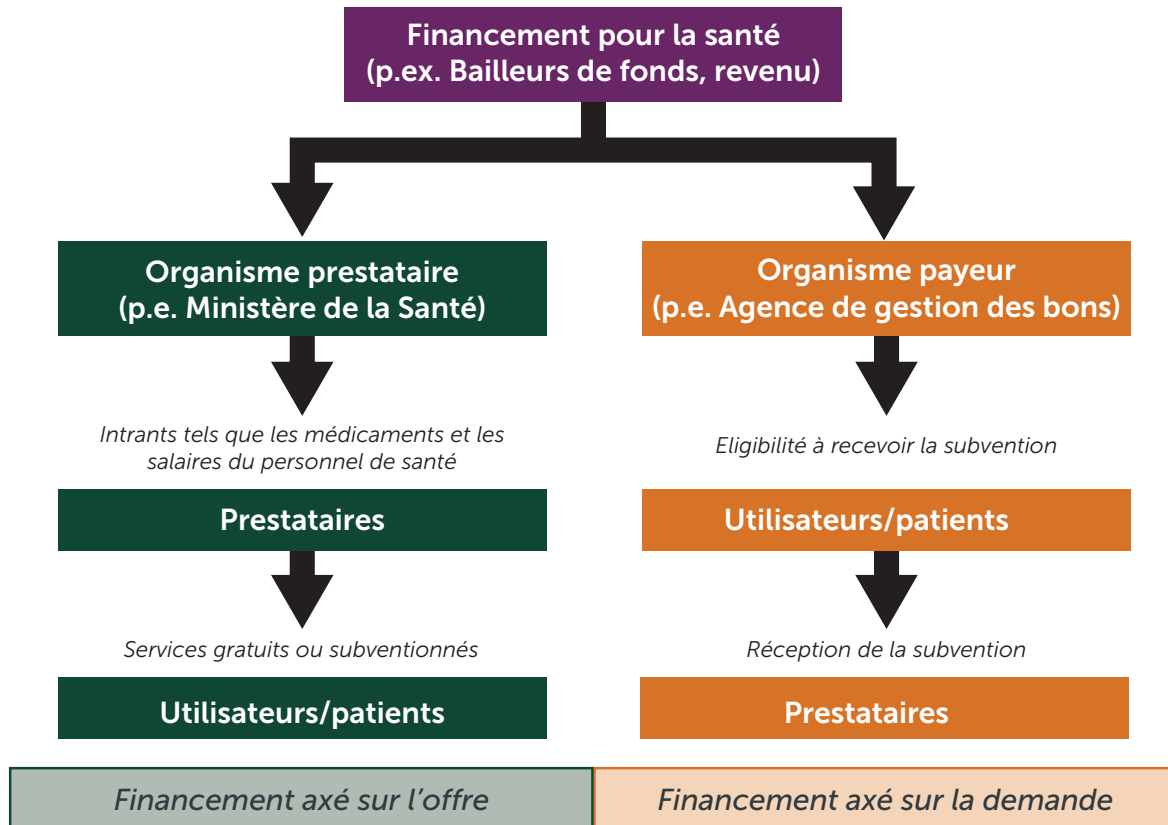 Financement pour la santé
(p.ex. Bailleurs de fonds, revenu)
Organisme prestataire
(p.e. Ministère de la Santé)
Intrants tels que les médicaments et les
salaires du personnel de santé
Prestataires
Services gratuits ou subventionnés
Utilisateurs/patients
Financement axé sur l'offre
Organisme payeur
(p.e. Agence de gestion des bons)
Eligibilité à recevoir la subvention
Utilisateurs/patients
Réception de la subvention
Prestataires
Financement axé sur la demande